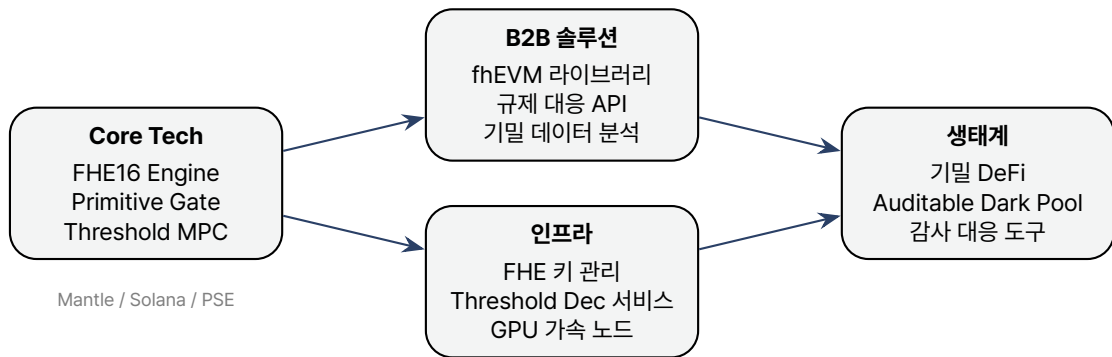 Core Tech
FHE16 Engine
Primitive Gate
Threshold MPC
Mantle / Solana / PSE
B2B 솔루션
fhEVM 라이브러리
규제 대응 API
기밀 데이터 분석
인프라
FHE 키 관리
Threshold Dec 서비스
GPU 가속 노드
생태계
기밀 DeFi
Auditable Dark Pool
감사 대응 도구